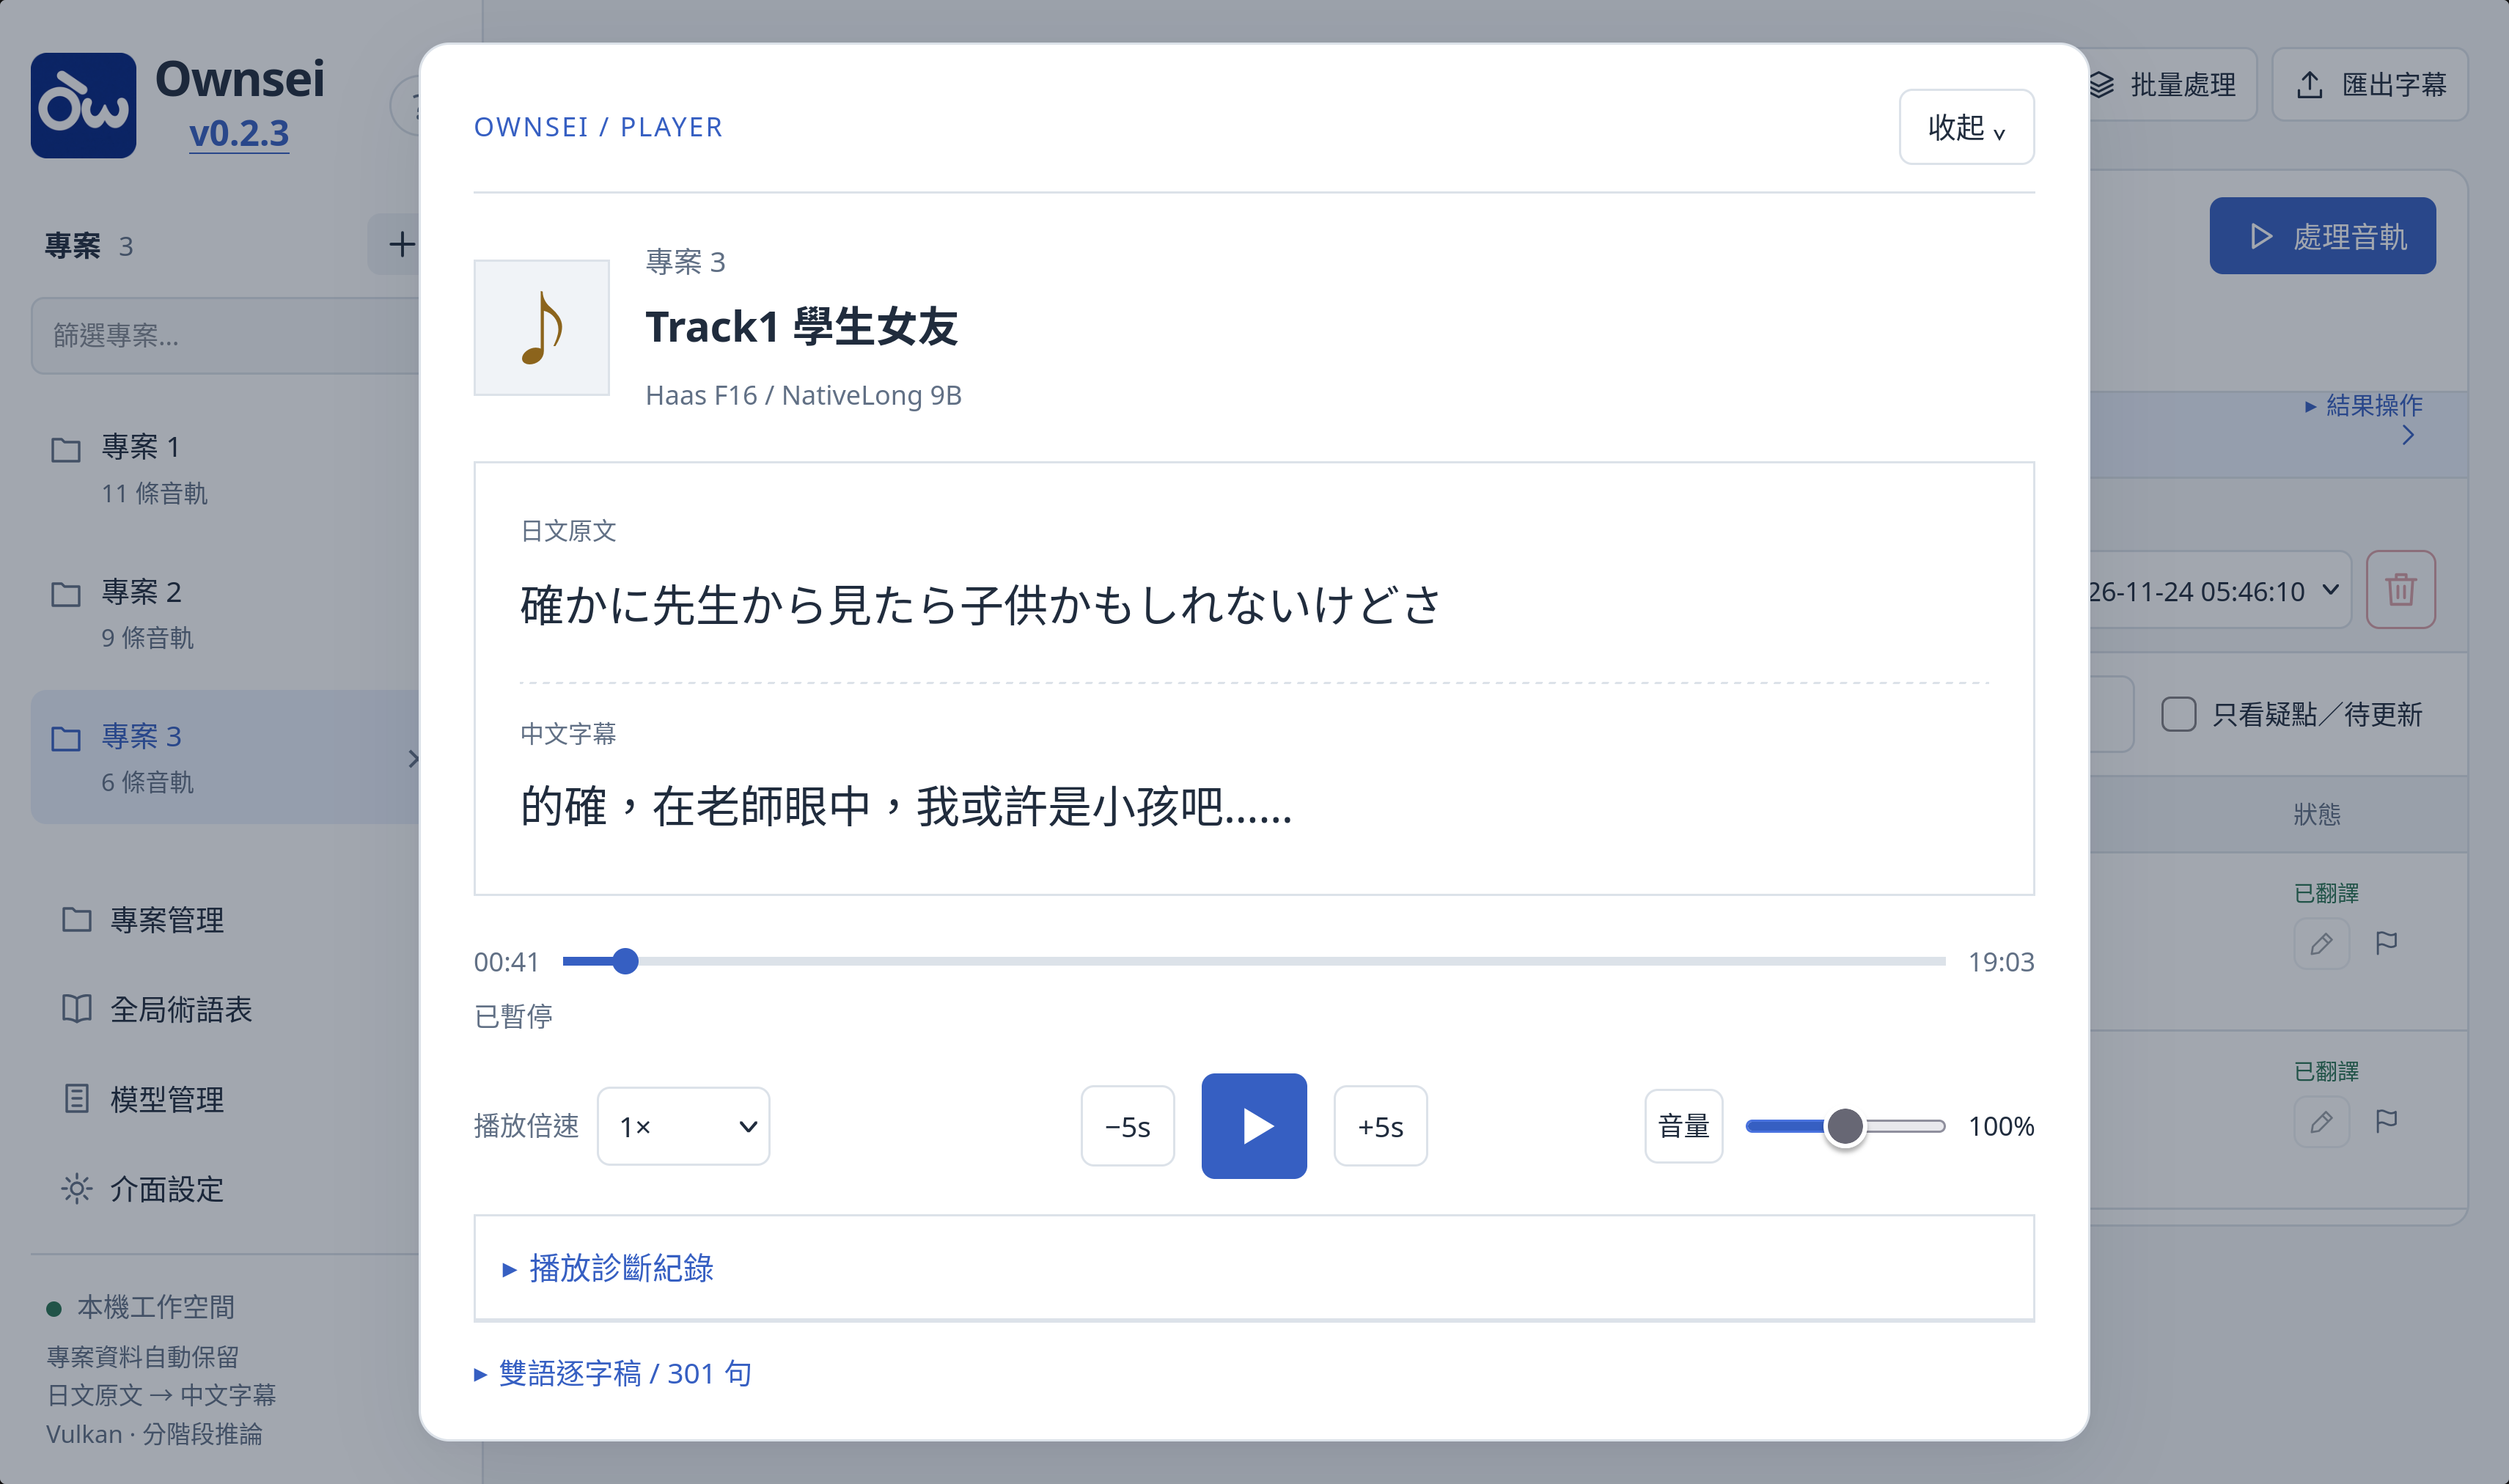 Ownsei
v0.2.3
專案 3
篩選專案...
專案 1
11 條音軌
專案 2
9 條音軌
專案 3
6 條音軌
專案管理
全局術語表
模型管理
介面設定
本機工作空間
專案資料自動保留
日文原文 → 中文字幕
Vulkan · 分階段推論
OWNSEI / PLAYER
收起
專案 3
Track1 學生女友
Haas F16 / NativeLong 9B
日文原文
確かに先生から見たら子供かもしれないけどさ
中文字幕
的確，在老師眼中，我或許是小孩吧……
00:41
19:03
已暫停
播放倍速
1×
−5s
+5s
音量
100%
▸ 播放診斷紀錄
▸ 雙語逐字稿 / 301 句
批量處理
匯出字幕
處理音軌
▸ 結果操作
26-11-24 05:46:10
只看疑點／待更新
狀態
已翻譯
已翻譯